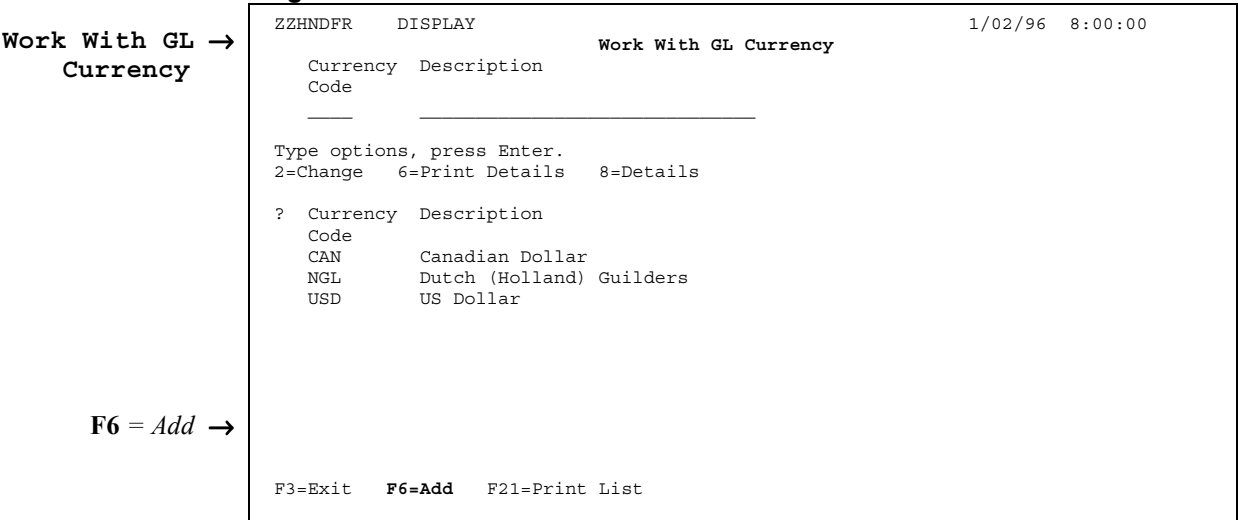 ZZHNDFR DISPLAY 1/02/96 8:00:00
Work With GL →
Currency
Work With GL Currency
Currency Description
Code
____ ______________________________
Type options, press Enter.
2=Change 6=Print Details 8=Details
? Currency Description
Code
CAN Canadian Dollar
NGL Dutch (Holland) Guilders
USD US Dollar
F6 = Add →
F3=Exit F6=Add F21=Print List